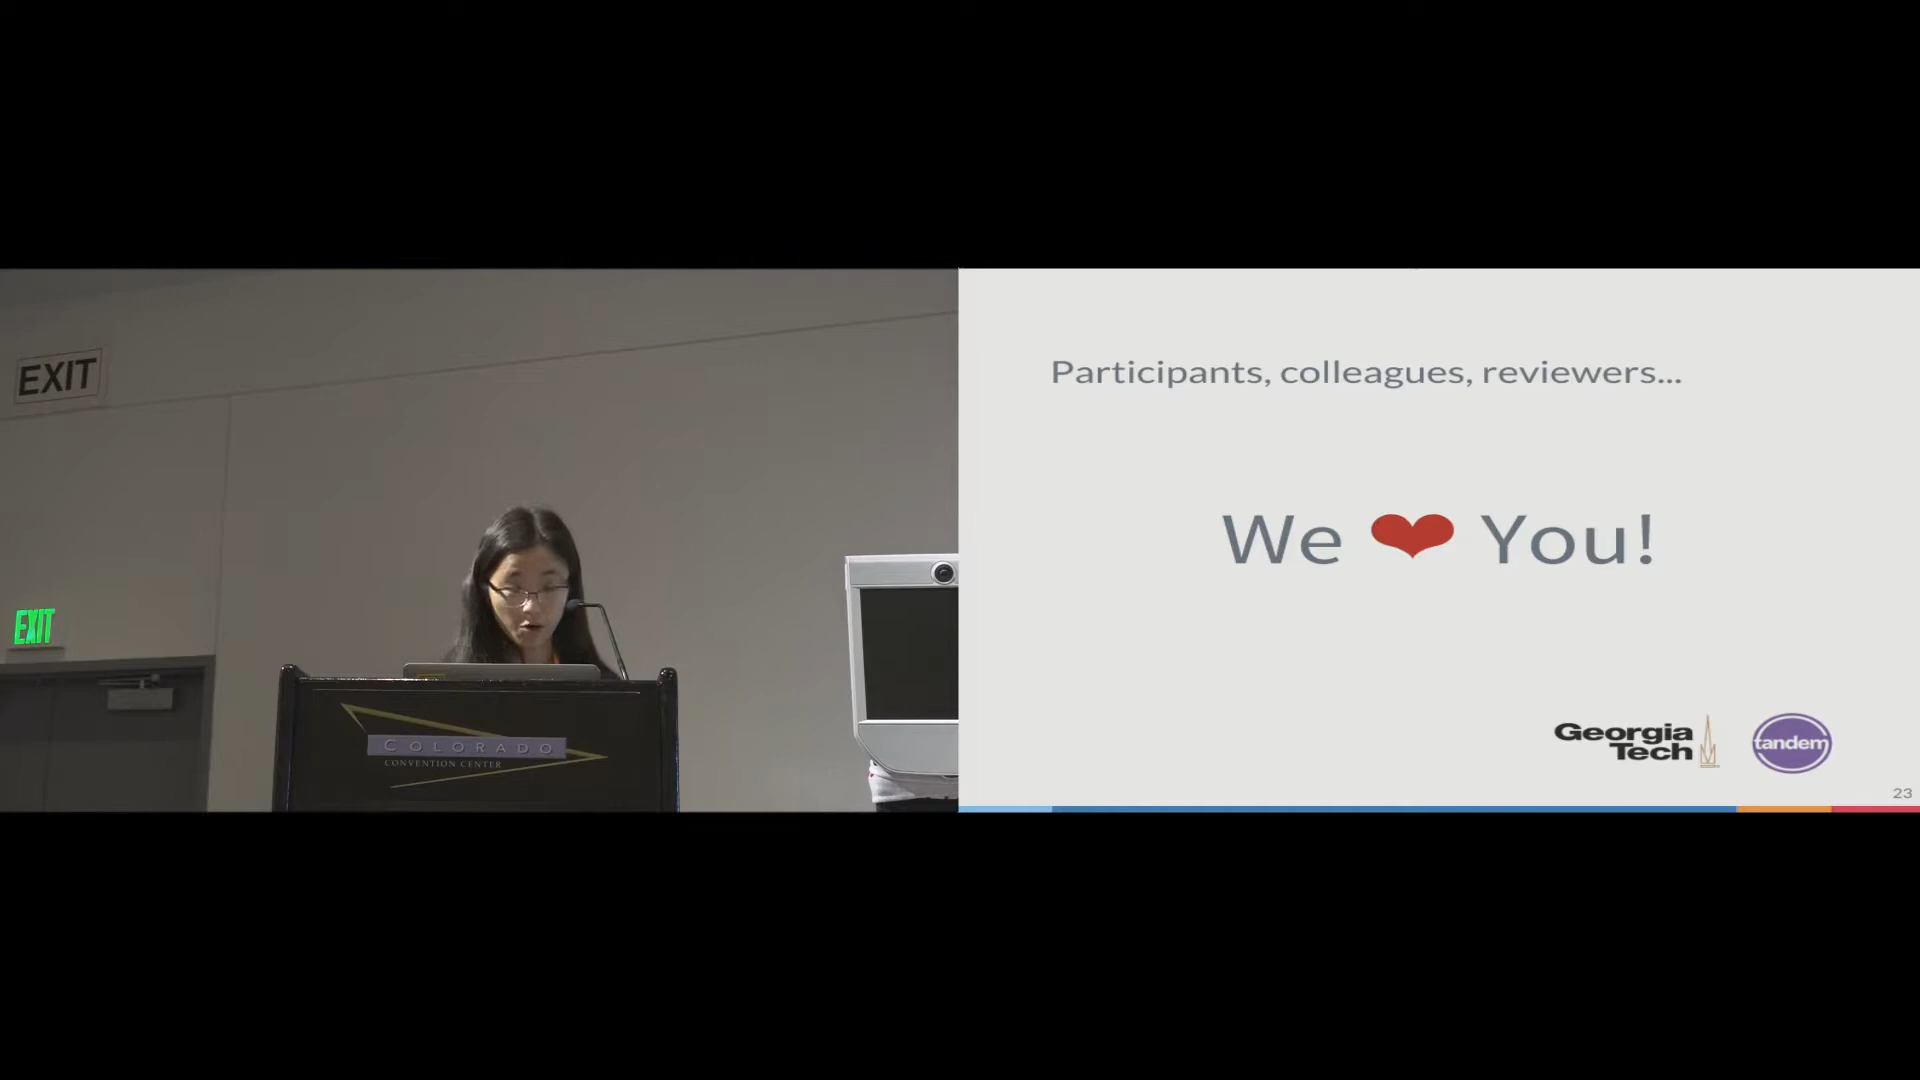 EXIT
EXIT
COLORADO
CONVENTION CENTER
Participants, colleagues, reviewers...
We ❤ You!
Georgia
Tech
tandem
23